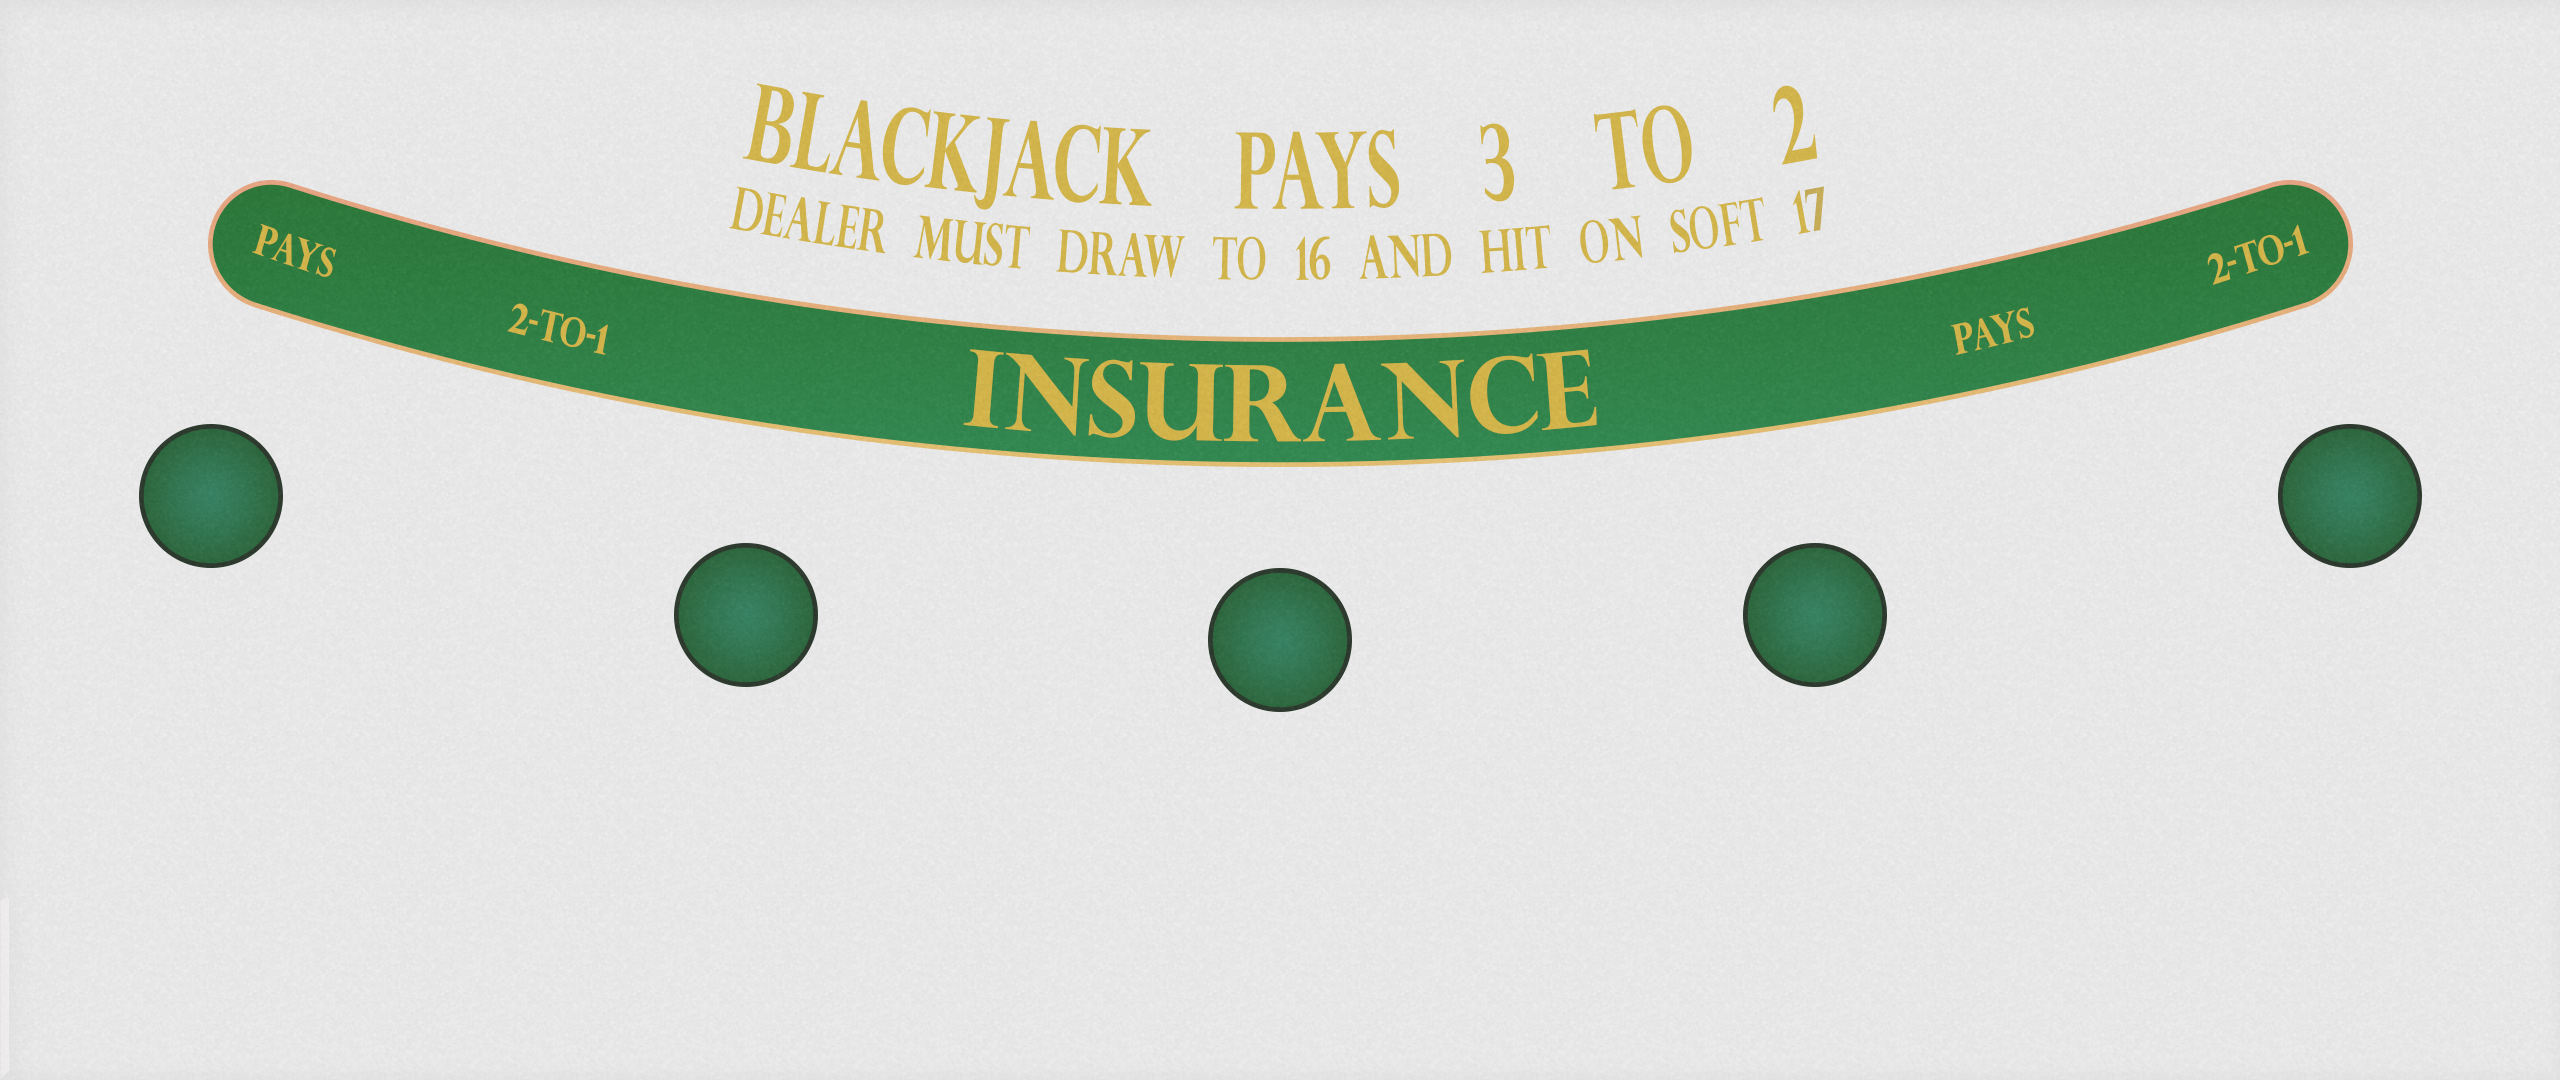 BLACKJACK PAYS 3 TO 2
DEALER MUST DRAW TO 16 AND HIT ON SOFT 17
PAYS 2-TO-1 INSURANCE PAYS 2-TO-1